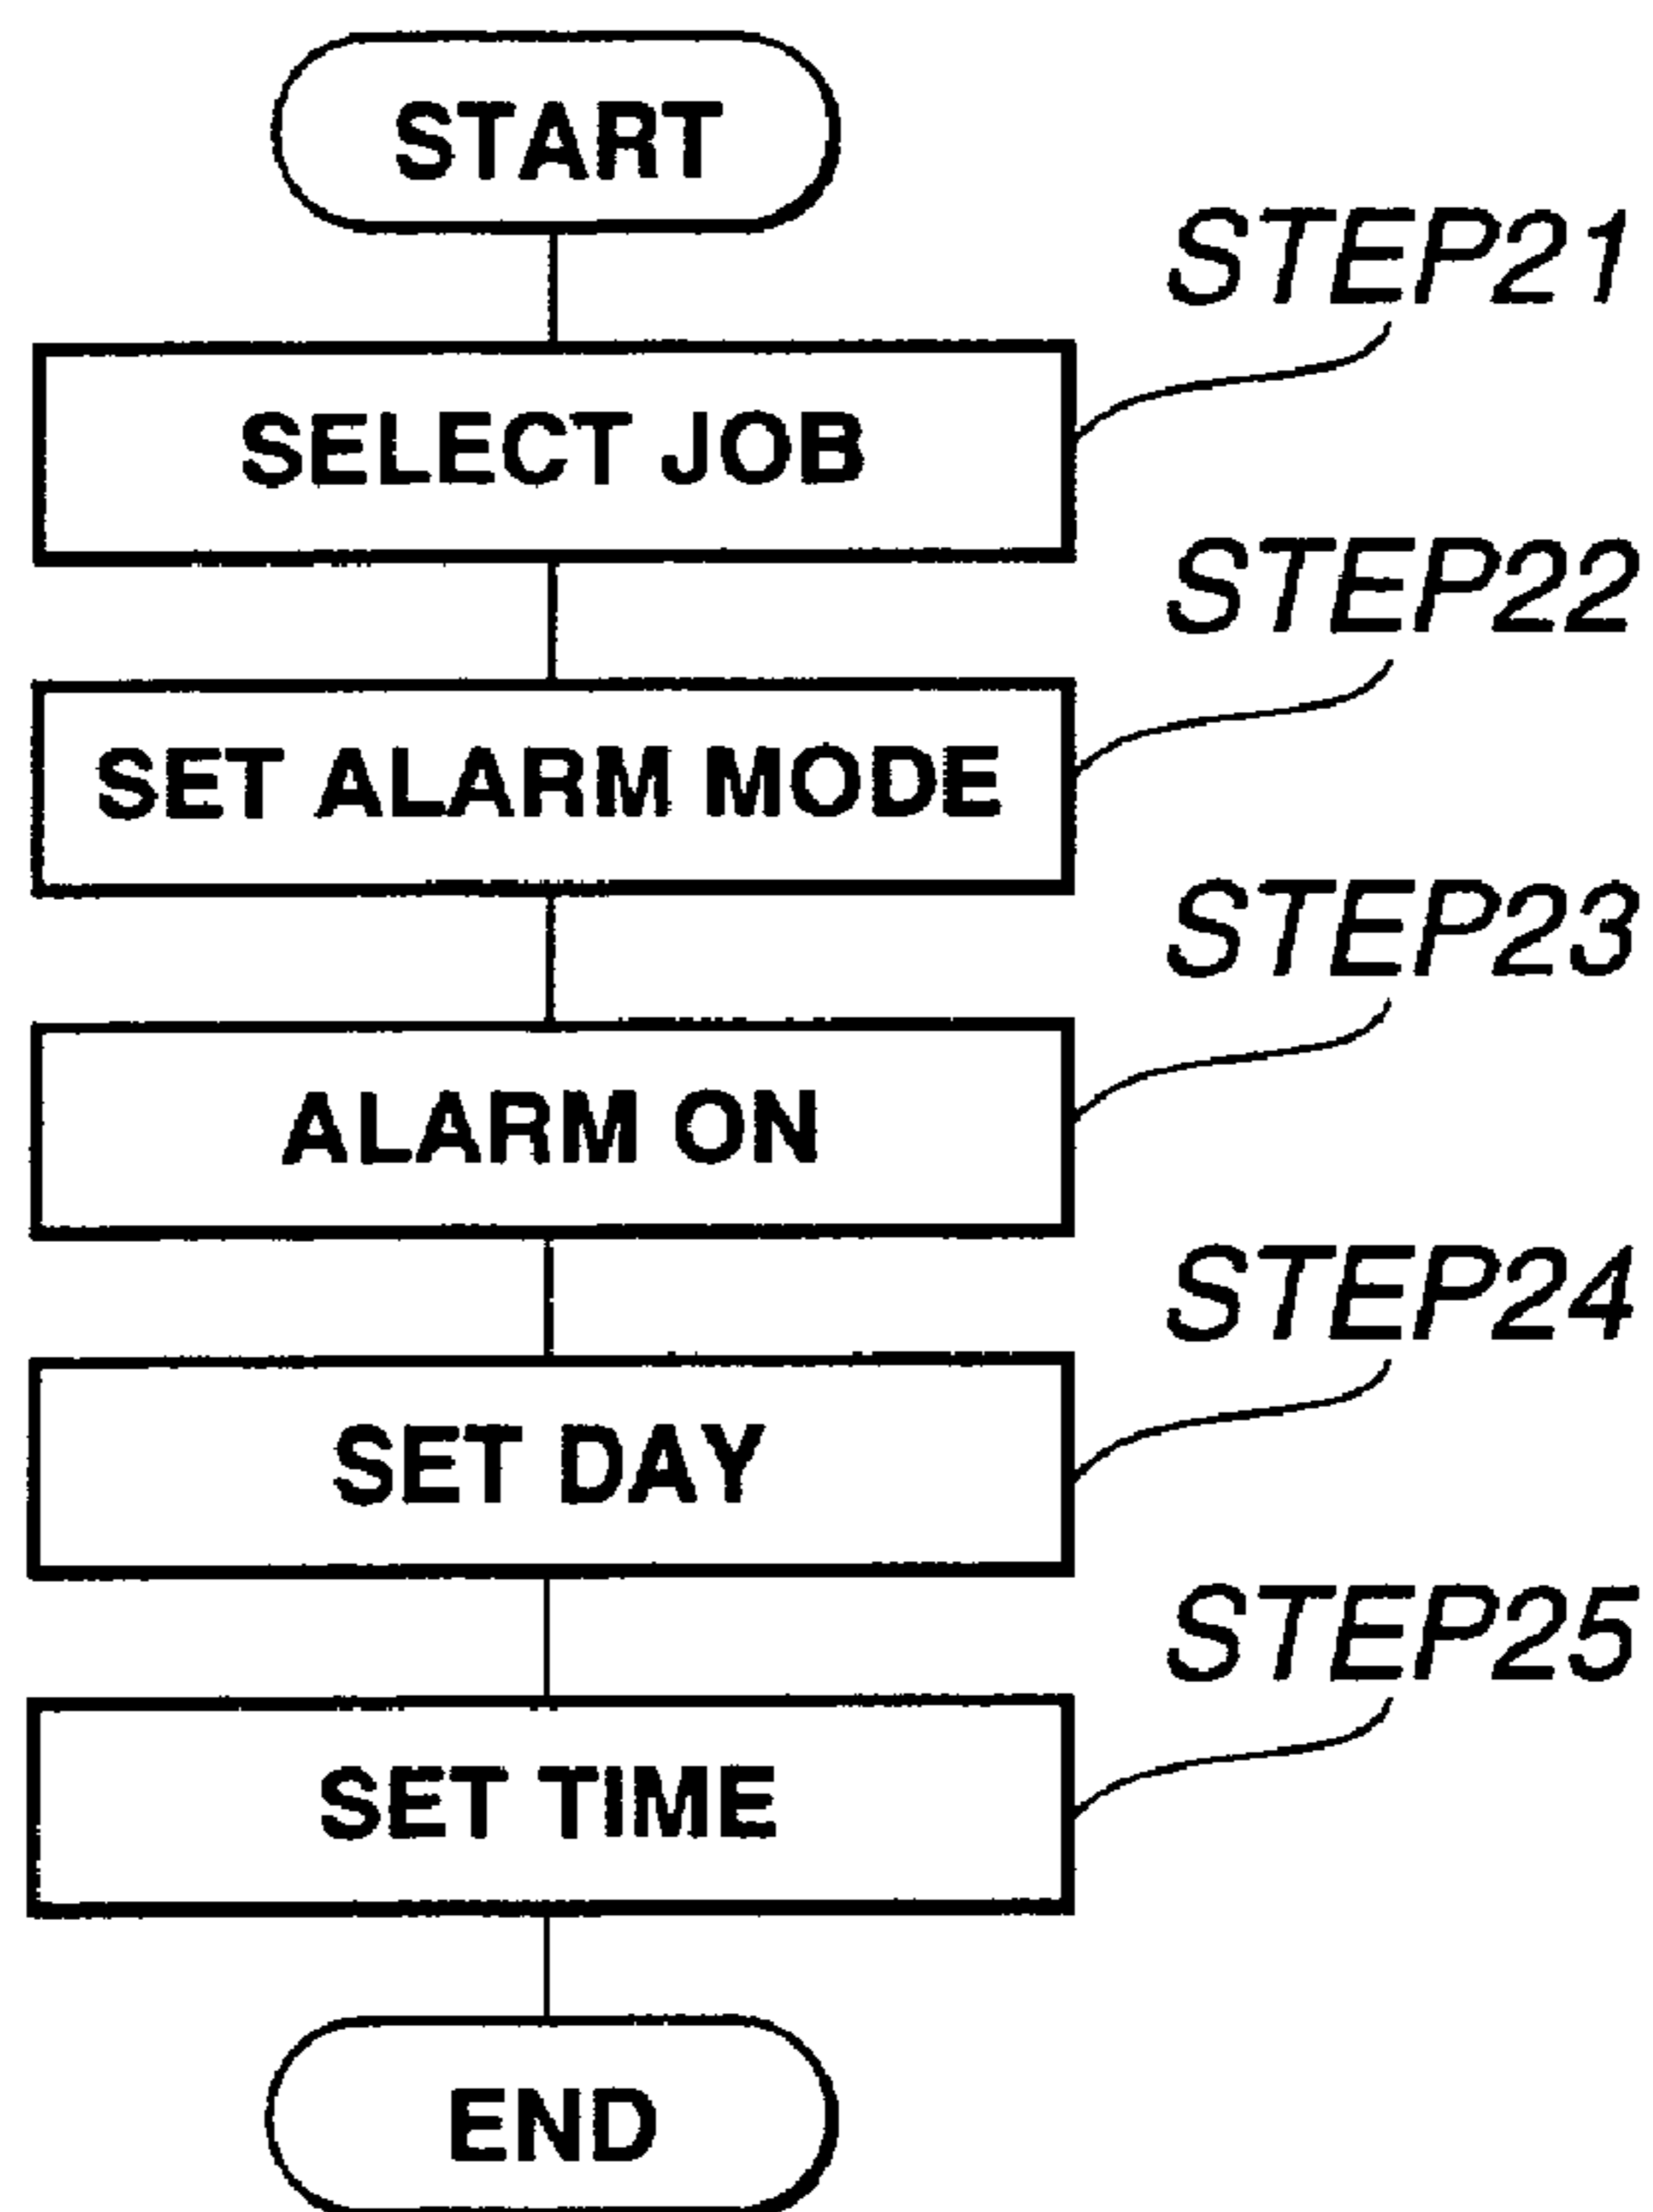 START
STEP21
SELECT JOB
STEP22
SET ALARM MODE
STEP23
ALARM ON
STEP24
SET DAY
STEP25
SET TIME
END